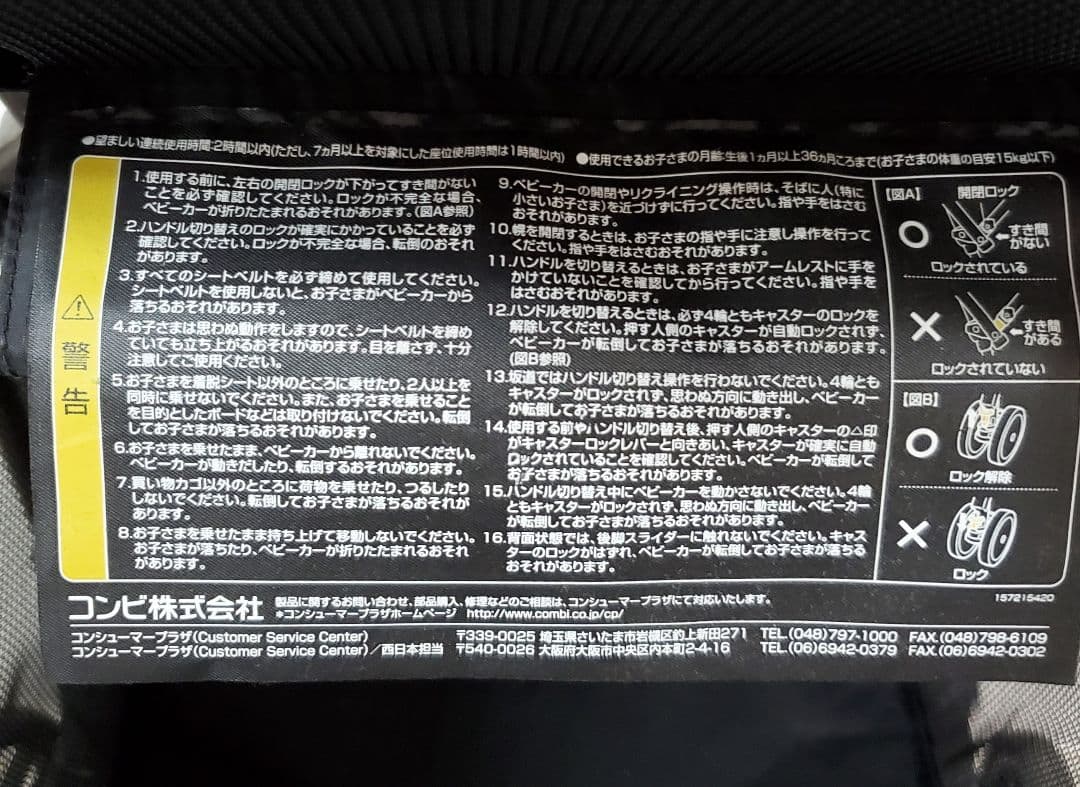 ●望ましい連続使用時間:2時間以内(ただし、7ヵ月以上を対象にした座位使用時間は1時間以内) ●使用できるお子さまの月齢:生後1ヵ月以上36ヵ月ころまで(お子さまの体重の目安15kg以下)
警告
1.使用する前に、左右の開閉ロックが下がってすき間がない
ことを必ず確認してください。ロックが不完全な場合、
ベビーカーが折りたたまれるおそれがあります。(図A参照)
2.ハンドル切り替えのロックが確実にかかっていることを必ず
確認してください。ロックが不完全な場合、転倒のおそれ
があります。
3.すべてのシートベルトを必ず締めて使用してください。
シートベルトを使用しないと、お子さまがベビーカーから
落ちるおそれがあります。
4.お子さまは思わぬ動作をしますので、シートベルトを締め
ていても立ち上がるおそれがあります。目を離さず、十分
注意してご使用ください。
5.お子さまを着脱シート以外のところに乗せたり、2人以上を
同時に乗せないでください。また、お子さまを乗せること
を目的としたボードなどは取り付けないでください。転倒
してお子さまが落ちるおそれがあります。
6.お子さまを乗せたまま、ベビーカーから離れないでください。
ベビーカーが動きだしたり、転倒するおそれがあります。
7.買い物カゴ以外のところに荷物を乗せたり、つるしたり
しないでください。転倒してお子さまが落ちるおそれが
あります。
8.お子さまを乗せたまま持ち上げて移動しないでください。
お子さまが落ちたり、ベビーカーが折りたたまれるおそれ
があります。
9.ベビーカーの開閉やリクライニング操作時は、そばに人(特に
小さいお子さま)を近づけずに行ってください。指や手をはさむ
おそれがあります。
10.幌を開閉するときは、お子さまの指や手に注意し操作を行って
ください。指や手をはさむおそれがあります。
11.ハンドルを切り替えるときは、お子さまがアームレストに手を
かけていないことを確認してから行ってください。指や手を
はさむおそれがあります。
12.ハンドルを切り替えるときは、必ず4輪ともキャスターのロックを
解除してください。押す人側のキャスターが自動ロックされず、
ベビーカーが転倒してお子さまが落ちるおそれがあります。
(図B参照)
13.坂道ではハンドル切り替え操作を行わないでください。4輪とも
キャスターがロックされず、思わぬ方向に動き出し、ベビーカー
が転倒してお子さまが落ちるおそれがあります。
14.使用する前やハンドル切り替え後、押す人側のキャスターの△印
がキャスターロックレバーと向きあい、キャスターが確実に自動
ロックされていることを確認してください。ベビーカーが転倒して
お子さまが落ちるおそれがあります。
15.ハンドル切り替え中にベビーカーを動かさないでください。4輪
ともキャスターがロックされず、思わぬ方向に動き出し、ベビーカー
が転倒してお子さまが落ちるおそれがあります。
16.背面状態では、後脚スライダーに触れないでください。キャス
ターのロックがはずれ、ベビーカーが転倒してお子さまが落ちる
おそれがあります。
【図A】 開閉ロック
すき間
がない
ロックされている
すき間
がある
ロックされていない
【図B】
ロック解除
ロック
157215420
コンビ株式会社 製品に関するお問い合わせ、部品購入、修理などのご相談は、コンシューマープラザにて対応いたします。
*コンシューマープラザホームページ http://www.combi.co.jp/cp/
コンシューマープラザ(Customer Service Center) 〒339-0025 埼玉県さいたま市岩槻区釣上新田271 TEL.(048)797-1000 FAX.(048)798-6109
コンシューマープラザ(Customer Service Center)/西日本担当 〒540-0026 大阪府大阪市中央区内本町2-4-16 TEL.(06)6942-0379 FAX.(06)6942-0302